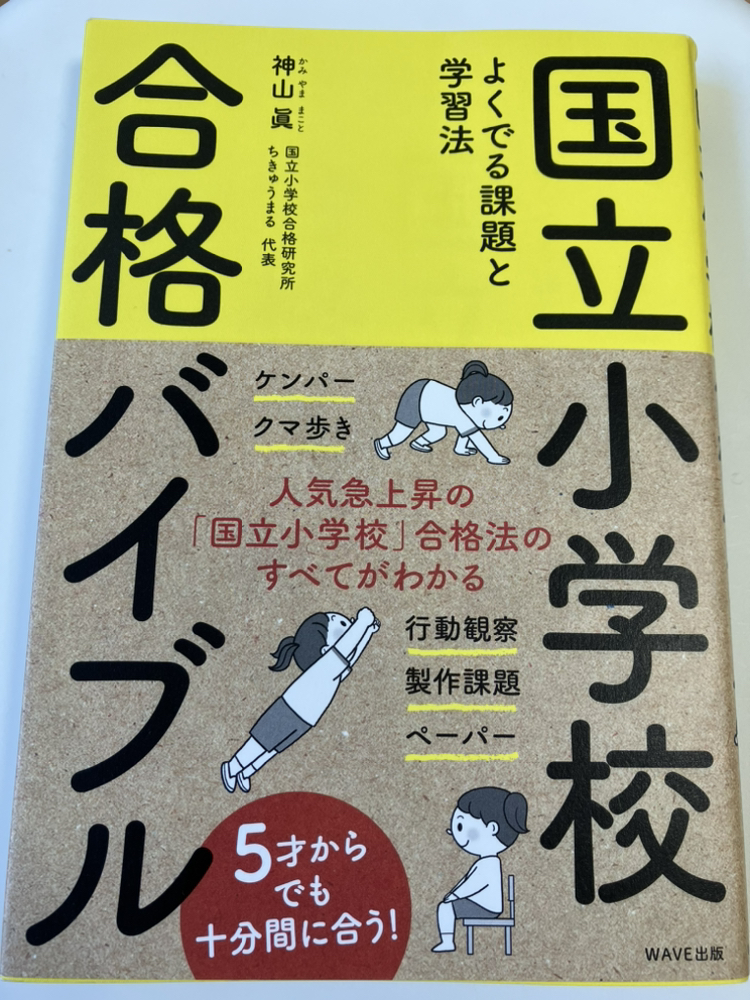 国立小学校
合格バイブル
よくでる課題と
学習法
かみ やま まこと
神山 眞
国立小学校合格研究所
ちきゅうまる 代表
ケンパー
クマ歩き
人気急上昇の
「国立小学校」合格法の
すべてがわかる
行動観察
製作課題
ペーパー
5才から
でも
十分間に合う!
WAVE出版